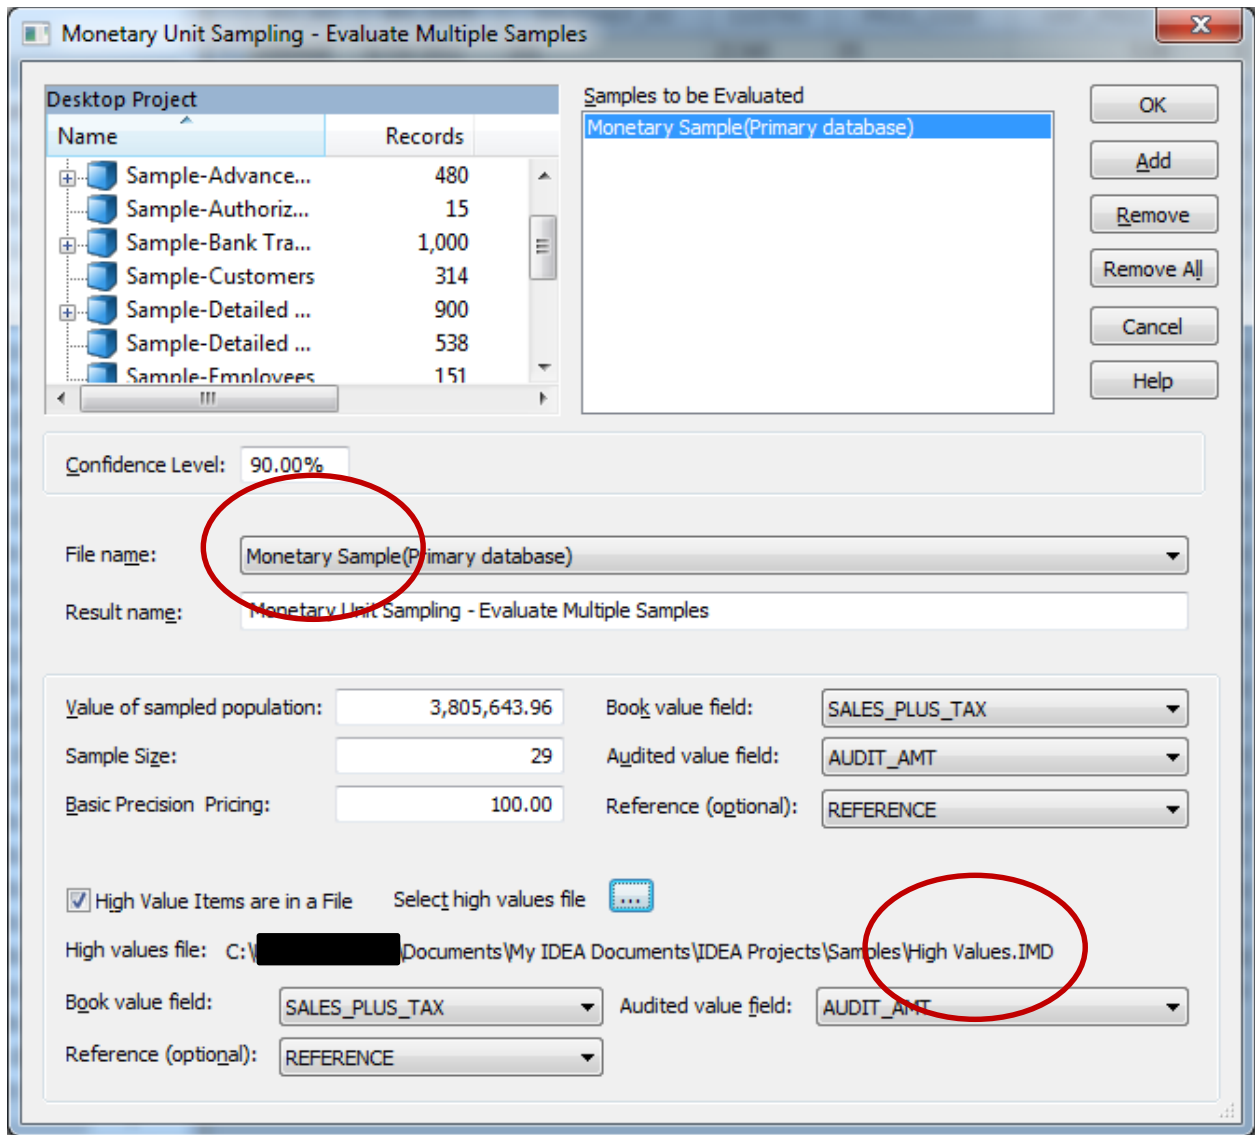 Monetary Unit Sampling - Evaluate Multiple Samples
Desktop Project
Name Records
Sample-Advance... 480
Sample-Authoriz... 15
Sample-Bank Tra... 1,000
Sample-Customers 314
Sample-Detailed ... 900
Sample-Detailed ... 538
Sample-Employees 151
Samples to be Evaluated
Monetary Sample(Primary database)
OK
Add
Remove
Remove All
Cancel
Help
Confidence Level: 90.00%
File name: Monetary Sample(Primary database)
Result name: Monetary Unit Sampling - Evaluate Multiple Samples
Value of sampled population: 3,805,643.96 Book value field: SALES_PLUS_TAX
Sample Size: 29 Audited value field: AUDIT_AMT
Basic Precision Pricing: 100.00 Reference (optional): REFERENCE
High Value Items are in a File Select high values file ...
High values file: C:\ \Documents\My IDEA Documents\IDEA Projects\Samples\High Values.IMD
Book value field: SALES_PLUS_TAX Audited value field: AUDIT_AMT
Reference (optional): REFERENCE